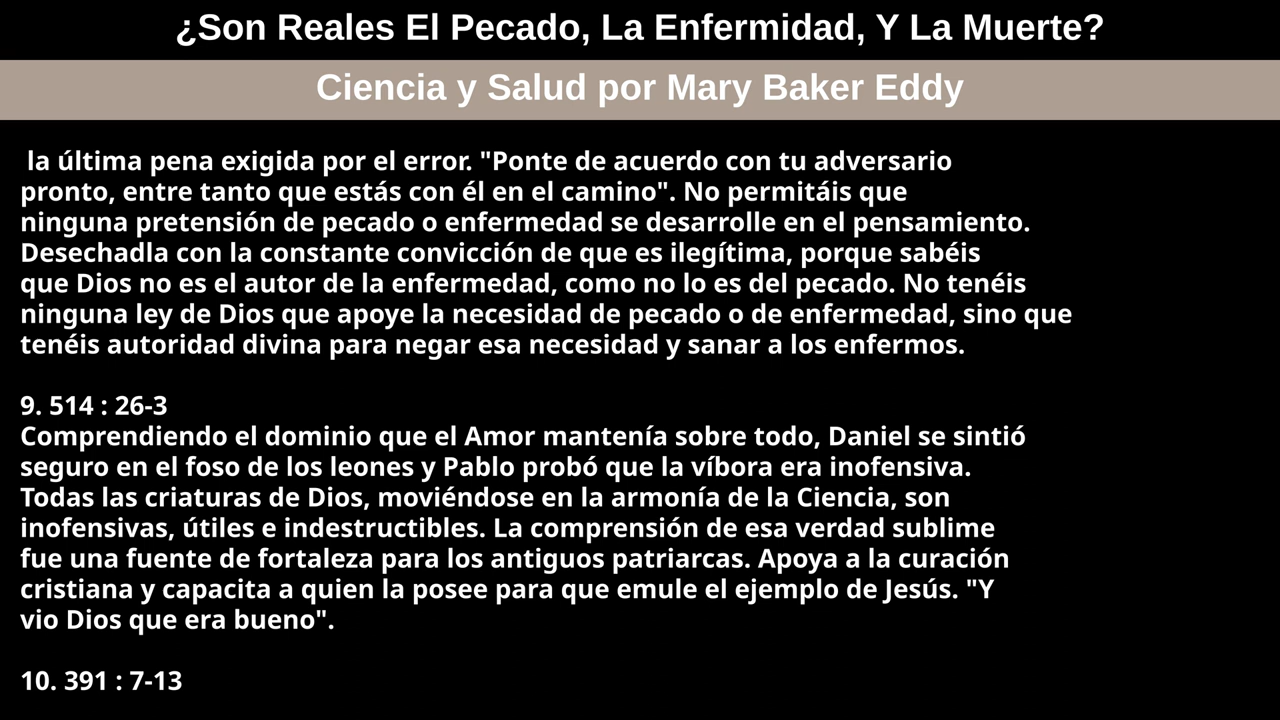 ¿Son Reales El Pecado, La Enfermidad, Y La Muerte?
Ciencia y Salud por Mary Baker Eddy
la última pena exigida por el error. "Ponte de acuerdo con tu adversario
pronto, entre tanto que estás con él en el camino". No permitáis que
ninguna pretensión de pecado o enfermedad se desarrolle en el pensamiento.
Desechadla con la constante convicción de que es ilegítima, porque sabéis
que Dios no es el autor de la enfermedad, como no lo es del pecado. No tenéis
ninguna ley de Dios que apoye la necesidad de pecado o de enfermedad, sino que
tenéis autoridad divina para negar esa necesidad y sanar a los enfermos.
9. 514 : 26-3
Comprendiendo el dominio que el Amor mantenía sobre todo, Daniel se sintió
seguro en el foso de los leones y Pablo probó que la víbora era inofensiva.
Todas las criaturas de Dios, moviéndose en la armonía de la Ciencia, son
inofensivas, útiles e indestructibles. La comprensión de esa verdad sublime
fue una fuente de fortaleza para los antiguos patriarcas. Apoya a la curación
cristiana y capacita a quien la posee para que emule el ejemplo de Jesús. "Y
vio Dios que era bueno".
10. 391 : 7-13